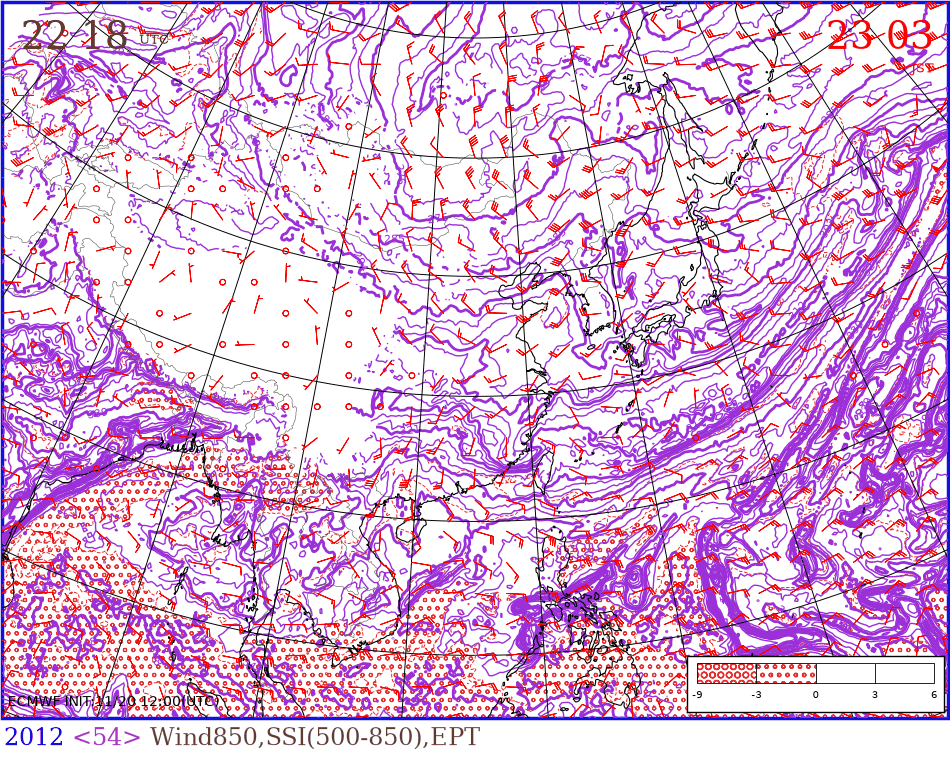 22 18 UTC 23 03
JST
ECMWF INIT:11/20 12:00(UTC)
-9 -3 0 3 6
2012 <54> Wind850,SSI(500-850),EPT